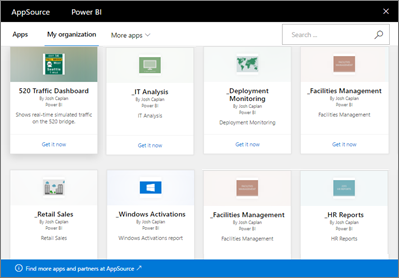 AppSource Power BI
Apps My organization More apps
Search ...
520 Traffic Dashboard
By Josh Caplan
Power BI
Shows real-time simulated traffic
on the 520 bridge.
Get it now
_IT Analysis
By Josh Caplan
Power BI
IT Analysis
Get it now
_Deployment
Monitoring
By Josh Caplan
Power BI
Deployment Monitoring
Get it now
_Facilities Management
By Josh Caplan
Power BI
Facilities Management
Get it now
_Retail Sales
By Josh Caplan
Power BI
Retail Sales
_Windows Activations
By Josh Caplan
Power BI
Windows Activations report
_Facilities Management
By Josh Caplan
Power BI
Facilities Management
_HR Reports
By Josh Caplan
Power BI
HR Reports
Find more apps and partners at AppSource